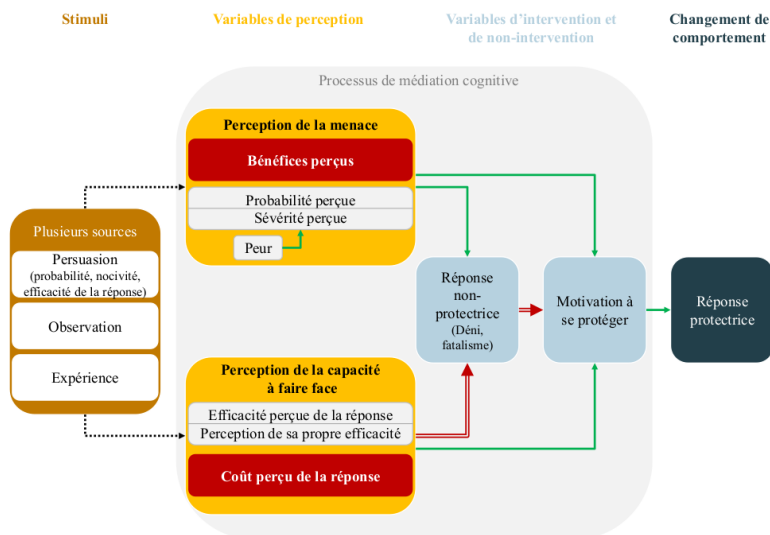 Stimuli
Variables de perception
Variables d'intervention et
de non-intervention
Changement de
comportement
Processus de médiation cognitive
Perception de la menace
Bénéfices perçus
Probabilité perçue
Sévérité perçue
Peur
Plusieurs sources
Persuasion
(probabilité, nocivité,
efficacité de la réponse)
Observation
Expérience
Réponse
non-
protectrice
(Déni,
fatalisme)
Motivation à
se protéger
Réponse
protectrice
Perception de la capacité
à faire face
Efficacité perçue de la réponse
Perception de sa propre efficacité
Coût perçu de la réponse